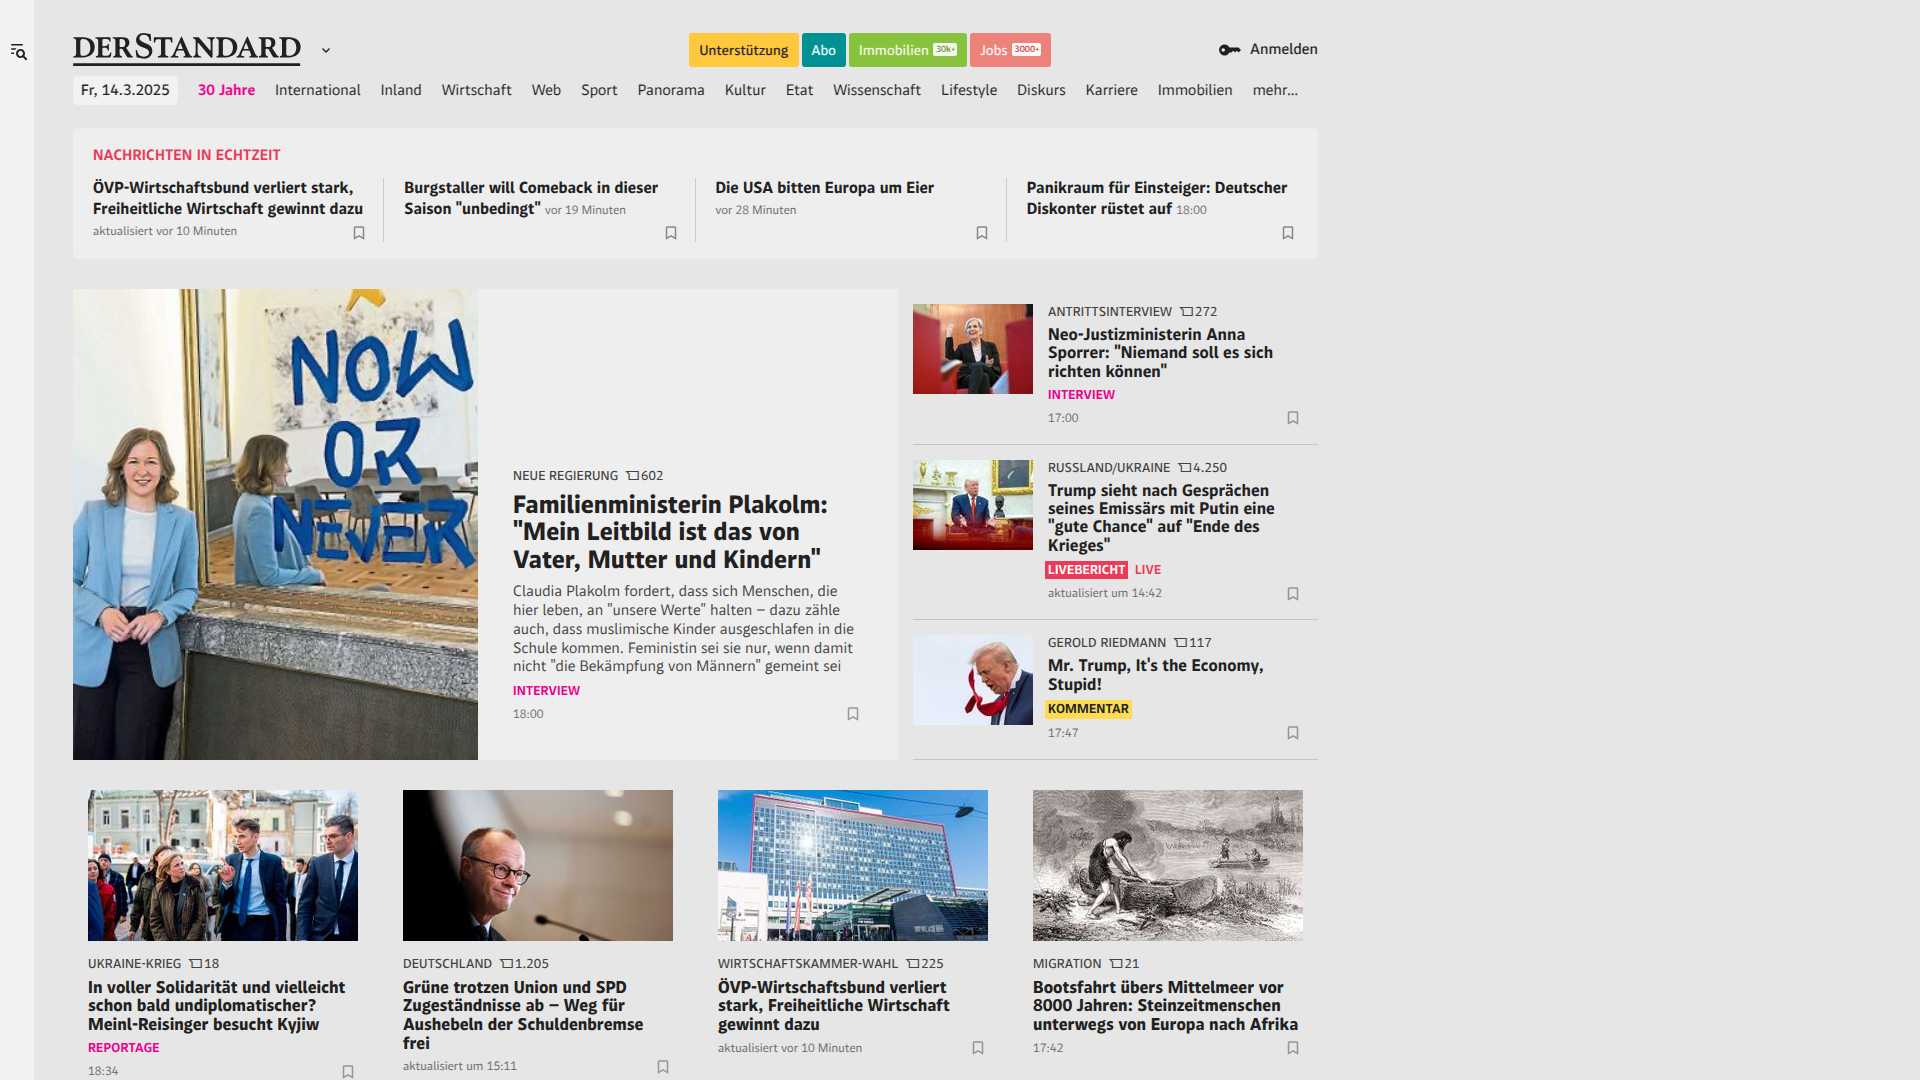 DERSTANDARD
Unterstützung
Abo
Immobilien 30k+
Jobs 3000+
Anmelden
Fr, 14.3.2025
30 Jahre
International
Inland
Wirtschaft
Web
Sport
Panorama
Kultur
Etat
Wissenschaft
Lifestyle
Diskurs
Karriere
Immobilien
mehr...
NACHRICHTEN IN ECHTZEIT
ÖVP-Wirtschaftsbund verliert stark,
Freiheitliche Wirtschaft gewinnt dazu
aktualisiert vor 10 Minuten
Burgstaller will Comeback in dieser
Saison "unbedingt" vor 19 Minuten
Die USA bitten Europa um Eier
vor 28 Minuten
Panikraum für Einsteiger: Deutscher
Diskonter rüstet auf 18:00
NOW
OR
NEVER
NEUE REGIERUNG 602
Familienministerin Plakolm:
"Mein Leitbild ist das von
Vater, Mutter und Kindern"
Claudia Plakolm fordert, dass sich Menschen, die
hier leben, an "unsere Werte" halten – dazu zähle
auch, dass muslimische Kinder ausgeschlafen in die
Schule kommen. Feministin sei sie nur, wenn damit
nicht "die Bekämpfung von Männern" gemeint sei
INTERVIEW
18:00
ANTRITTSINTERVIEW 272
Neo-Justizministerin Anna
Sporrer: "Niemand soll es sich
richten können"
INTERVIEW
17:00
RUSSLAND/UKRAINE 4.250
Trump sieht nach Gesprächen
seines Emissärs mit Putin eine
"gute Chance" auf "Ende des
Krieges"
LIVEBERICHT LIVE
aktualisiert um 14:42
GEROLD RIEDMANN 117
Mr. Trump, It's the Economy,
Stupid!
KOMMENTAR
17:47
UKRAINE-KRIEG 18
In voller Solidarität und vielleicht
schon bald undiplomatischer?
Meinl-Reisinger besucht Kyjiw
REPORTAGE
18:34
DEUTSCHLAND 1.205
Grüne trotzen Union und SPD
Zugeständnisse ab – Weg für
Aushebeln der Schuldenbremse
frei
aktualisiert um 15:11
WIRTSCHAFTSKAMMER-WAHL 225
ÖVP-Wirtschaftsbund verliert
stark, Freiheitliche Wirtschaft
gewinnt dazu
aktualisiert vor 10 Minuten
MIGRATION 21
Bootsfahrt übers Mittelmeer vor
8000 Jahren: Steinzeitmenschen
unterwegs von Europa nach Afrika
17:42